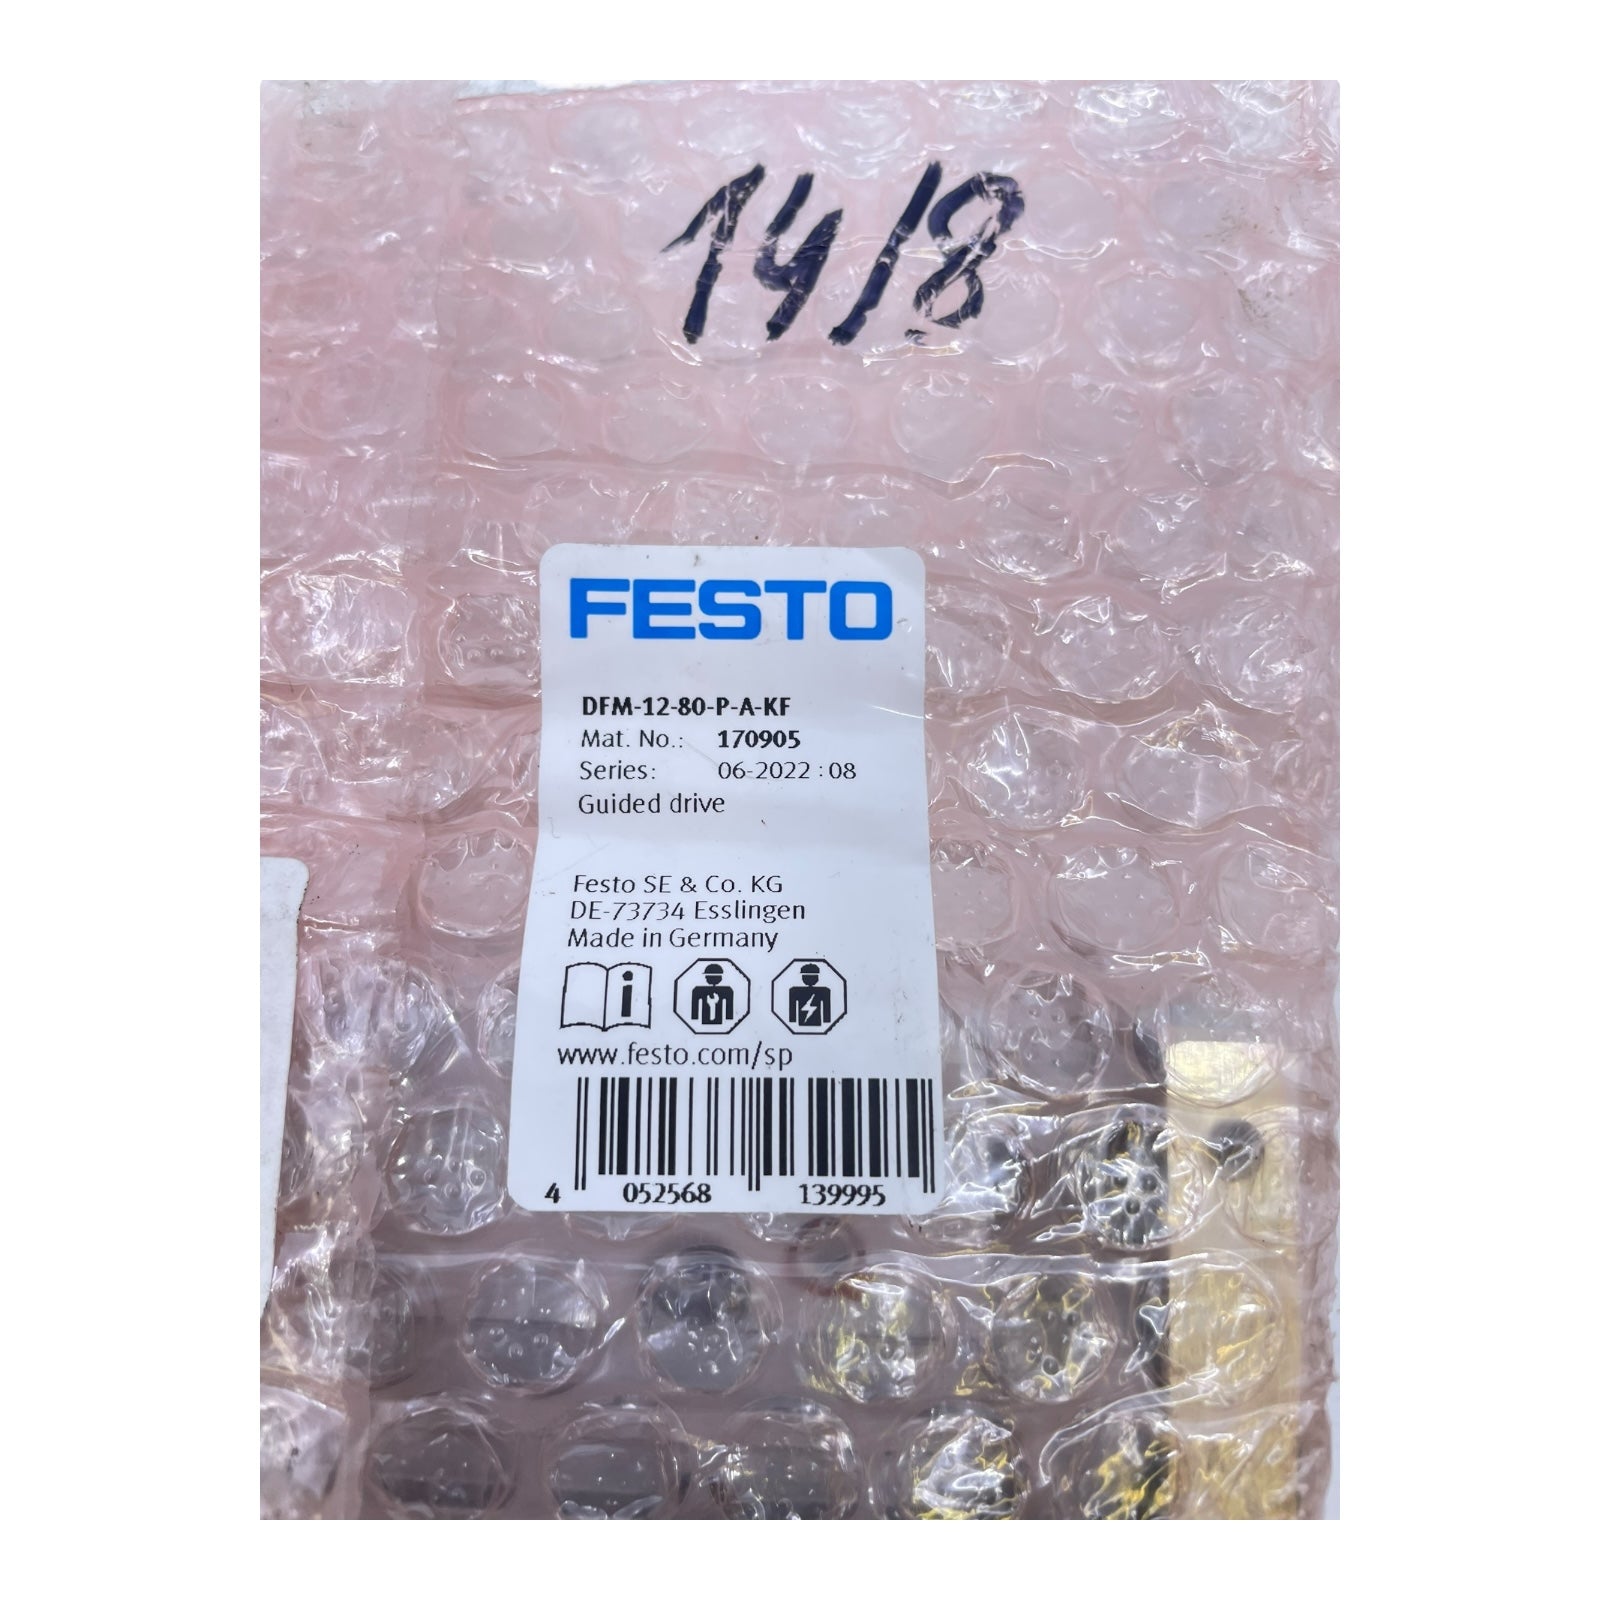 14/8
FESTO
DFM-12-80-P-A-KF
Mat. No.: 170905
Series: 06-2022 : 08
Guided drive
Festo SE & Co. KG
DE-73734 Esslingen
Made in Germany
www.festo.com/sp
4 052568 139995